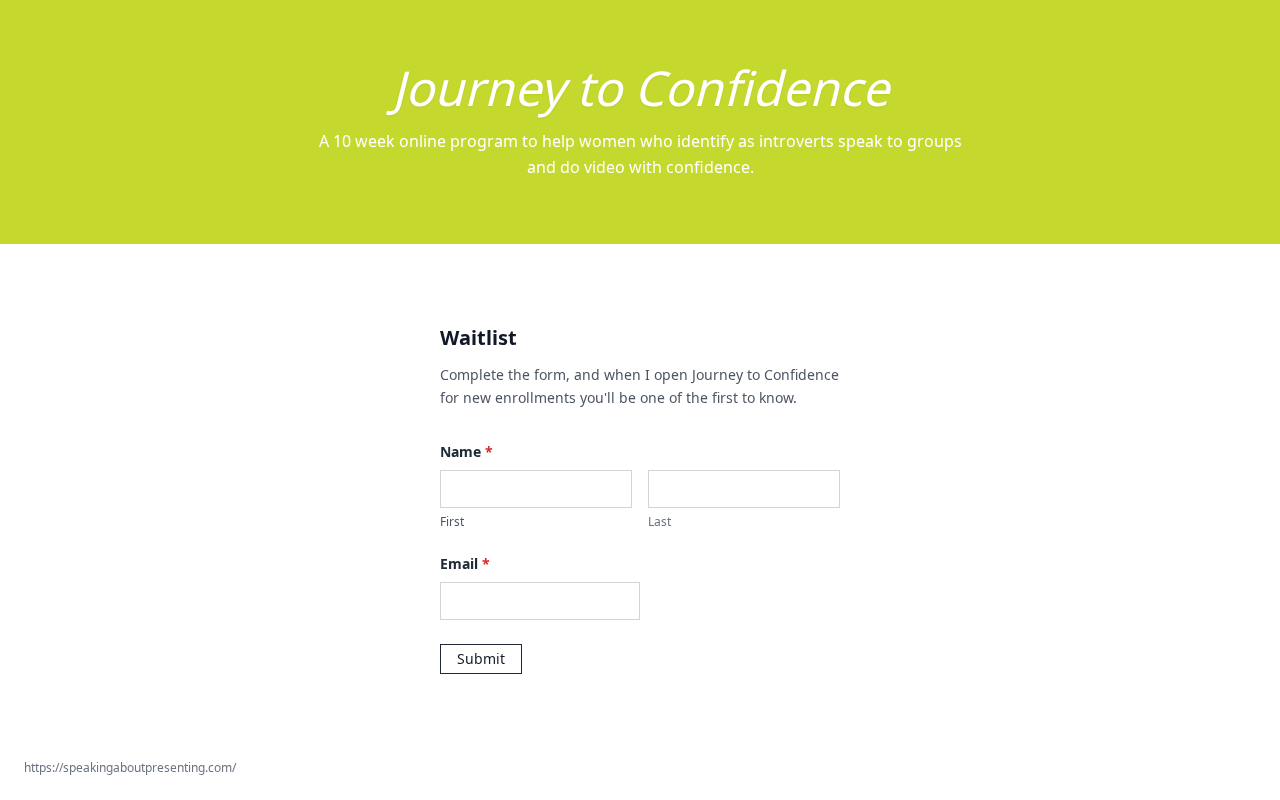 Journey to Confidence
A 10 week online program to help women who identify as introverts speak to groups
and do video with confidence.
Waitlist
Complete the form, and when I open Journey to Confidence
for new enrollments you'll be one of the first to know.
Name *
First Last
Email *
Submit
https://speakingaboutpresenting.com/